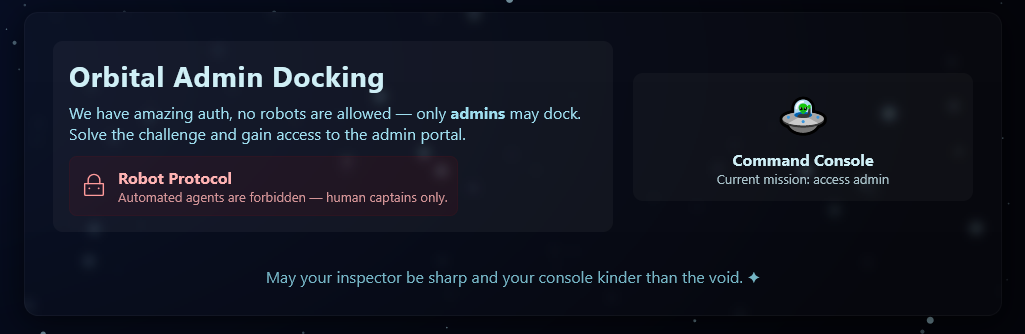 Orbital Admin Docking
We have amazing auth, no robots are allowed — only admins may dock.
Solve the challenge and gain access to the admin portal.
Robot Protocol
Automated agents are forbidden — human captains only.
Command Console
Current mission: access admin
May your inspector be sharp and your console kinder than the void. ✦